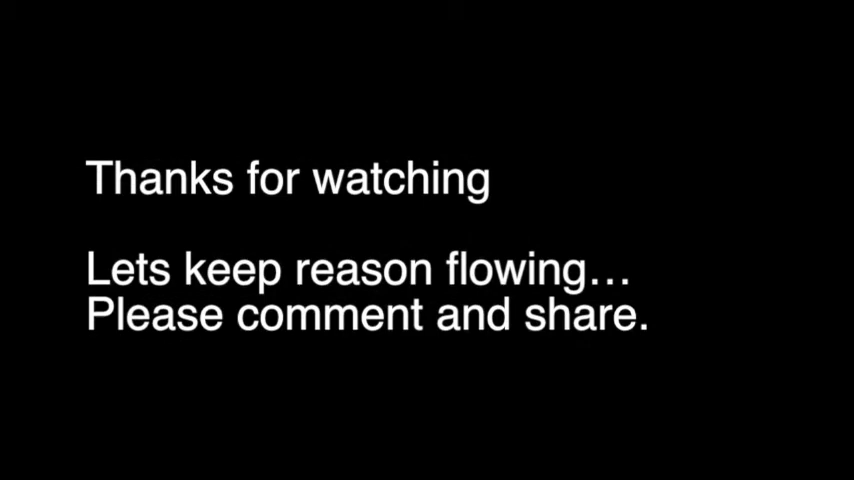 Thanks for watching
Lets keep reason flowing...
Please comment and share.